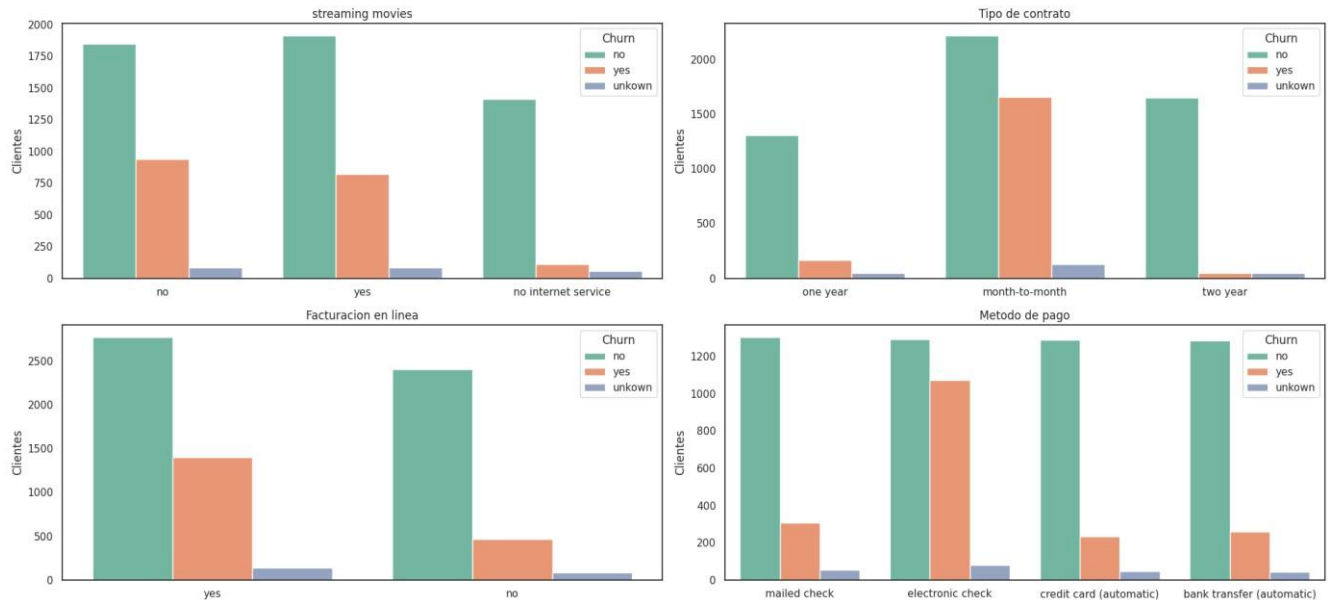 streaming movies
Clientes
2000
1750
1500
1250
1000
750
500
250
0
Churn
no
yes
unkown
no
yes
no internet service
Tipo de contrato
Clientes
2000
1500
1000
500
0
Churn
no
yes
unkown
one year
month-to-month
two year
Facturacion en linea
Clientes
2500
2000
1500
1000
500
0
Churn
no
yes
unkown
yes
no
Metodo de pago
Clientes
1200
1000
800
600
400
200
0
Churn
no
yes
unkown
mailed check
electronic check
credit card (automatic)
bank transfer (automatic)